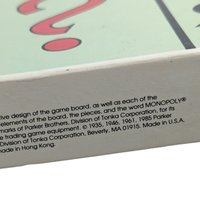 ?
tive design of the game board, as well as each of the
elements of the board, the pieces, and the word MONOPOLY®
marks of Parker Brothers, Division of Tonka Corporation, for its
e trading game equipment. © 1935, 1946, 1961, 1985 Parker
Division of Tonka Corporation, Beverly, MA 01915. Made in U.S.A.
ade in Hong Kong.